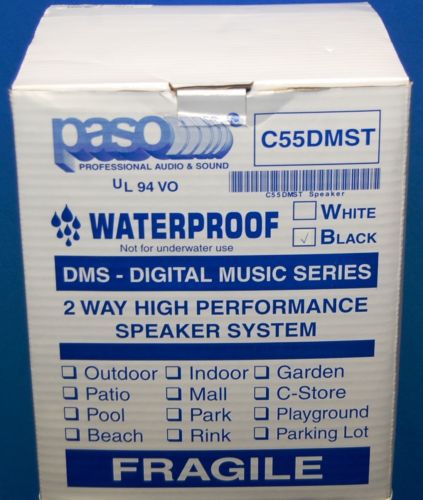 paso
C55DMST
PROFESSIONAL AUDIO & SOUND
UL 94 VO
C55DMST Speaker
WATERPROOF
Not for underwater use
WHITE
BLACK
DMS - DIGITAL MUSIC SERIES
2 WAY HIGH PERFORMANCE
SPEAKER SYSTEM
Outdoor Indoor Garden
Patio Mall C-Store
Pool Park Playground
Beach Rink Parking Lot
FRAGILE